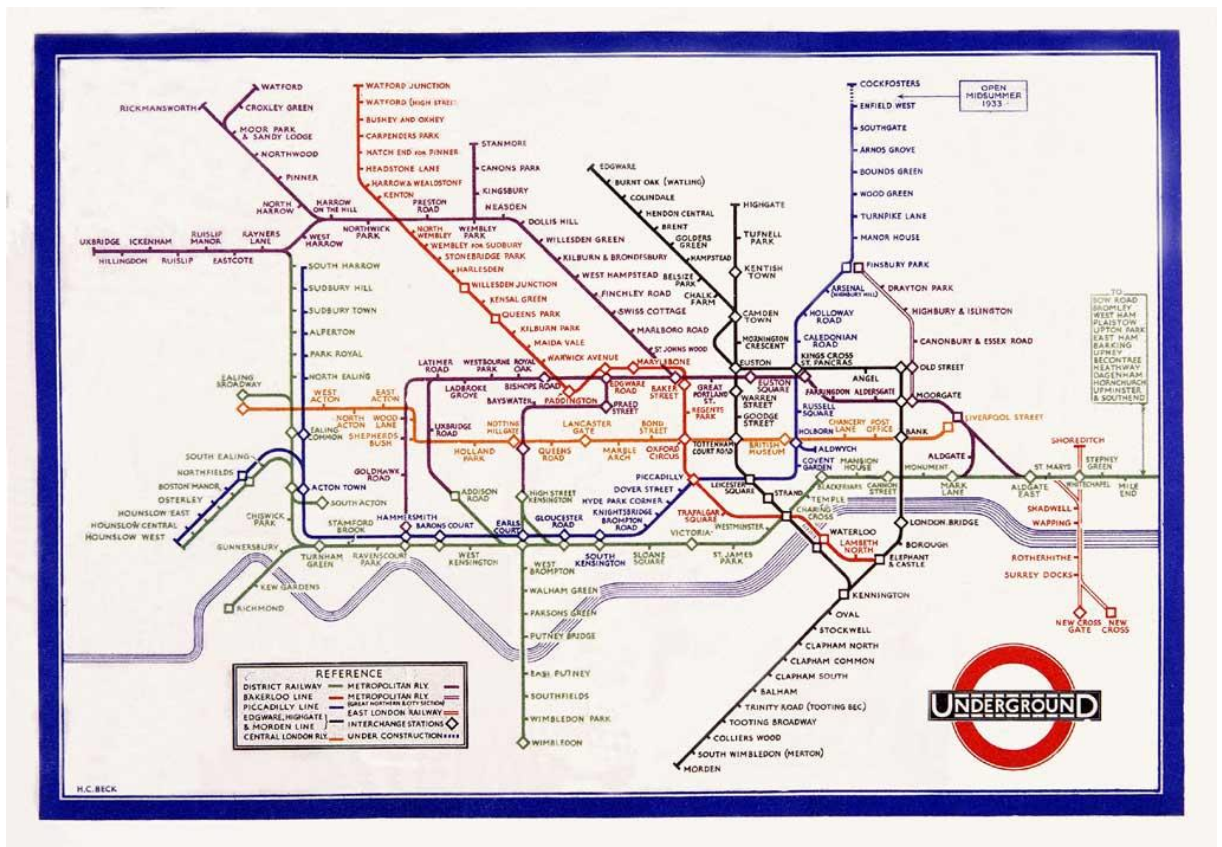 WATFORD
RICKMANSWORTH
CROXLEY GREEN
MOOR PARK
& SANDY LODGE
NORTHWOOD
PINNER
NORTH
HARROW
HARROW
ON THE HILL
NORTHWICK
PARK
PRESTON
ROAD
WEMBLEY
PARK
WEST
HARROW
RAYNERS
LANE
EASTCOTE
RUISLIP
MANOR
RUISLIP
ICKENHAM
HILLINGDON
UXBRIDGE
WATFORD JUNCTION
WATFORD (HIGH STREET
BUSHEY AND OXHEY
CARPENDERS PARK
HATCH END FOR PINNER
HEADSTONE LANE
HARROW & WEALDSTONE
KENTON
NORTH
WEMBLEY
WEMBLEY FOR SUDBURY
STONEBRIDGE PARK
HARLESDEN
WILLESDEN JUNCTION
KENSAL GREEN
QUEENS PARK
KILBURN PARK
MAIDA VALE
WARWICK AVENUE
PADDINGTON
STANMORE
CANONS PARK
KINGSBURY
NEASDEN
DOLLIS HILL
WILLESDEN GREEN
KILBURN & BRONDESBURY
WEST HAMPSTEAD
FINCHLEY ROAD
SWISS COTTAGE
MARLBORO ROAD
ST. JOHNS WOOD
EDGWARE
BURNT OAK (WATLING)
COLINDALE
HENDON CENTRAL
BRENT
GOLDERS
GREEN
HAMPSTEAD
BELSIZE
PARK
CHALK
FARM
HIGHGATE
TUFNELL
PARK
KENTISH
TOWN
CAMDEN
TOWN
MORNINGTON
CRESCENT
EUSTON
COCKFOSTERS
OPEN
MIDSUMMER
1933
ENFIELD WEST
SOUTHGATE
ARNOS GROVE
BOUNDS GREEN
WOOD GREEN
TURNPIKE LANE
MANOR HOUSE
FINSBURY PARK
ARSENAL
(HIGHBURY HILL)
HOLLOWAY
ROAD
CALEDONIAN
ROAD
KINGS CROSS
ST. PANCRAS
DRAYTON PARK
HIGHBURY & ISLINGTON
CANONBURY & ESSEX ROAD
OLD STREET
ANGEL
MOORGATE
TO
BOW ROAD
BROMLEY
WEST HAM
PLAISTOW
UPTON PARK
EAST HAM
BARKING
UPNEY
BECONTREE
HEATHWAY
DAGENHAM
HORNCHURCH
UPMINSTER
& SOUTHEND
SOUTH HARROW
SUDBURY HILL
SUDBURY TOWN
ALPERTON
PARK ROYAL
NORTH EALING
EALING
BROADWAY
EALING
COMMON
WEST
ACTON
NORTH
ACTON
EAST
ACTON
WOOD
LANE
SHEPHERDS
BUSH
GOLDHAWK
ROAD
LATIMER
ROAD
LADBROKE
GROVE
WESTBOURNE
PARK
ROYAL
OAK
BISHOPS ROAD
BAYSWATER
PRAED
STREET
EDGWARE
ROAD
MARYLEBONE
BAKER
STREET
GREAT
PORTLAND
ST.
REGENTS
PARK
EUSTON
SQUARE
WARREN
STREET
GOODGE
STREET
RUSSELL
SQUARE
FARRINGDON
ALDERSGATE
UXBRIDGE
ROAD
HOLLAND
PARK
NOTTING
HILLGATE
QUEENS
ROAD
LANCASTER
GATE
MARBLE
ARCH
BOND
STREET
OXFORD
CIRCUS
TOTTENHAM
COURT ROAD
BRITISH
MUSEUM
HOLBORN
CHANCERY
LANE
POST
OFFICE
BANK
LIVERPOOL STREET
ALDWYCH
COVENT
GARDEN
LEICESTER
SQUARE
PICCADILLY
DOVER STREET
HYDE PARK CORNER
KNIGHTSBRIDGE
BROMPTON
ROAD
STRAND
TRAFALGAR
SQUARE
CHARING
CROSS
TEMPLE
BLACKFRIARS
MANSION
HOUSE
CANNON
STREET
MONUMENT
MARK
LANE
ALDGATE
ALDGATE
EAST
ST MARYS
SHOREDITCH
STEPNEY
GREEN
WHITECHAPEL
MILE
END
SHADWELL
WAPPING
ROTHERHITHE
SURREY DOCKS
NEW CROSS
GATE
NEW
CROSS
SOUTH EALING
NORTHFIELDS
BOSTON MANOR
OSTERLEY
HOUNSLOW EAST
HOUNSLOW CENTRAL
HOUNSLOW WEST
ACTON TOWN
SOUTH ACTON
CHISWICK
PARK
GUNNERSBURY
KEW GARDENS
RICHMOND
TURNHAM
GREEN
STAMFORD
BROOK
RAVENSCOURT
PARK
HAMMERSMITH
BARONS COURT
WEST
KENSINGTON
ADDISON
ROAD
HIGH STREET
KENSINGTON
EARLS
COURT
GLOUCESTER
ROAD
SOUTH
KENSINGTON
SLOANE
SQUARE
VICTORIA
ST. JAMES
PARK
WESTMINSTER
WATERLOO
LAMBETH
NORTH
LONDON BRIDGE
BOROUGH
ELEPHANT
& CASTLE
KENNINGTON
OVAL
STOCKWELL
CLAPHAM NORTH
CLAPHAM COMMON
CLAPHAM SOUTH
BALHAM
TRINITY ROAD (TOOTING BEC)
TOOTING BROADWAY
COLLIERS WOOD
SOUTH WIMBLEDON (MERTON)
MORDEN
WEST
BROMPTON
WALHAM GREEN
PARSONS GREEN
PUTNEY BRIDGE
EAST PUTNEY
SOUTHFIELDS
WIMBLEDON PARK
WIMBLEDON
REFERENCE
DISTRICT RAILWAY
BAKERLOO LINE
PICCADILLY LINE
EDGWARE, HIGHGATE
& MORDEN LINE
CENTRAL LONDON RLY.
METROPOLITAN RLY.
METROPOLITAN RLY.
(GREAT NORTHERN & CITY SECTION)
EAST LONDON RAILWAY
INTERCHANGE STATIONS
UNDER CONSTRUCTION
UNDERGROUND
H.C. BECK